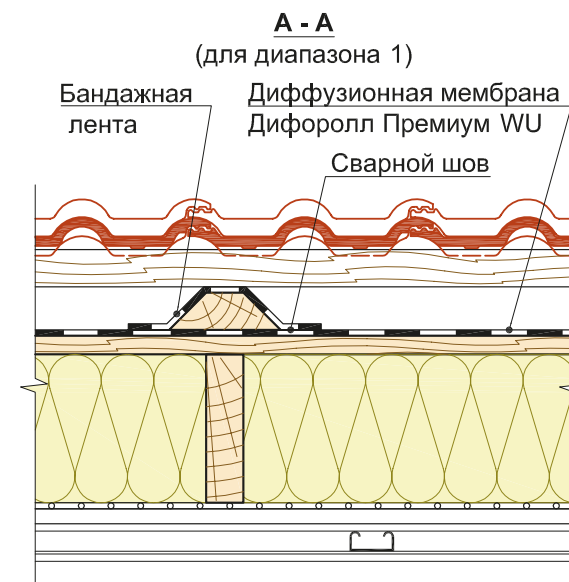 А - А
(для диапазона 1)
Бандажная
лента
Диффузионная мембрана
Дифоролл Премиум WU
Сварной шов